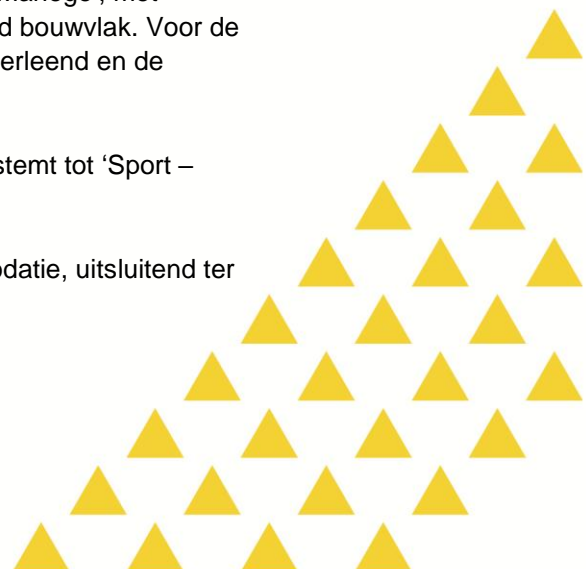 d bouwvlak. Voor de
erleend en de
stemt tot ‘Sport –
odatie, uitsluitend ter